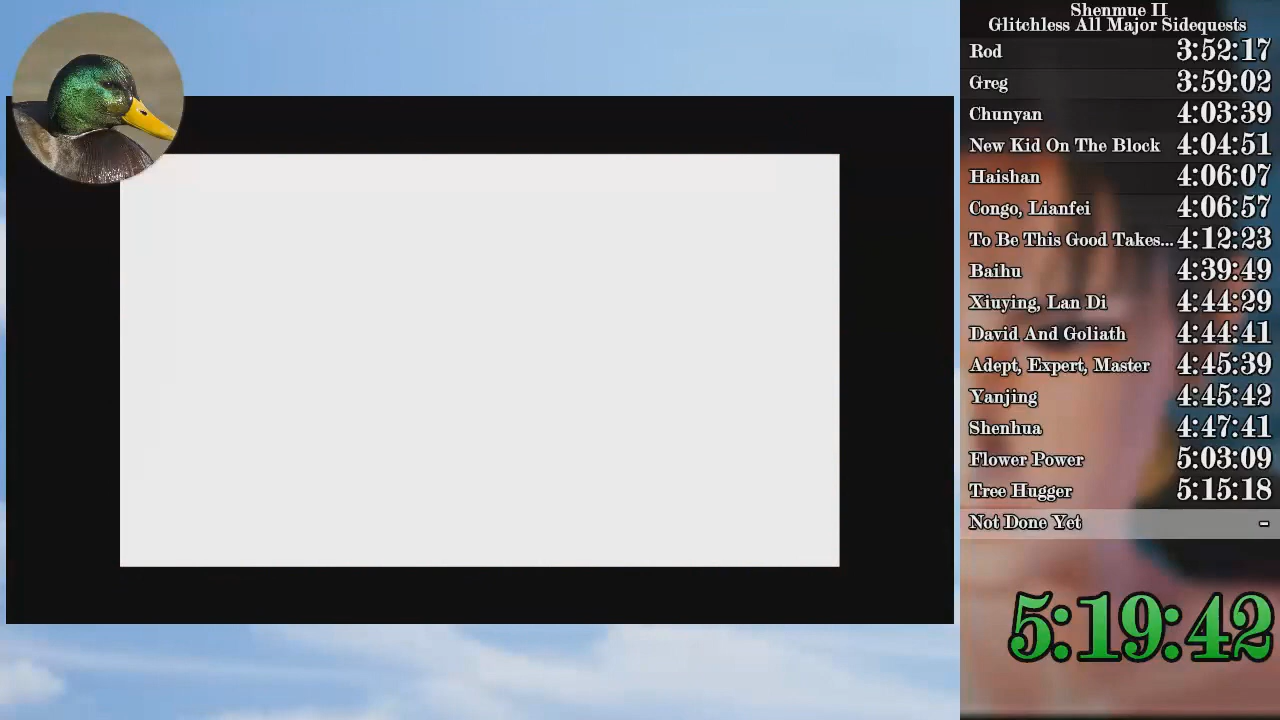 Shenmue II
Glitchless All Major Sidequests
Rod 3:52:17
Greg 3:59:02
Chunyan 4:03:39
New Kid On The Block 4:04:51
Haishan 4:06:07
Congo, Lianfei 4:06:57
To Be This Good Takes... 4:12:23
Baihu 4:39:49
Xiuying, Lan Di 4:44:29
David And Goliath 4:44:41
Adept, Expert, Master 4:45:39
Yanjing 4:45:42
Shenhua 4:47:41
Flower Power 5:03:09
Tree Hugger 5:15:18
Not Done Yet -
5:19:42